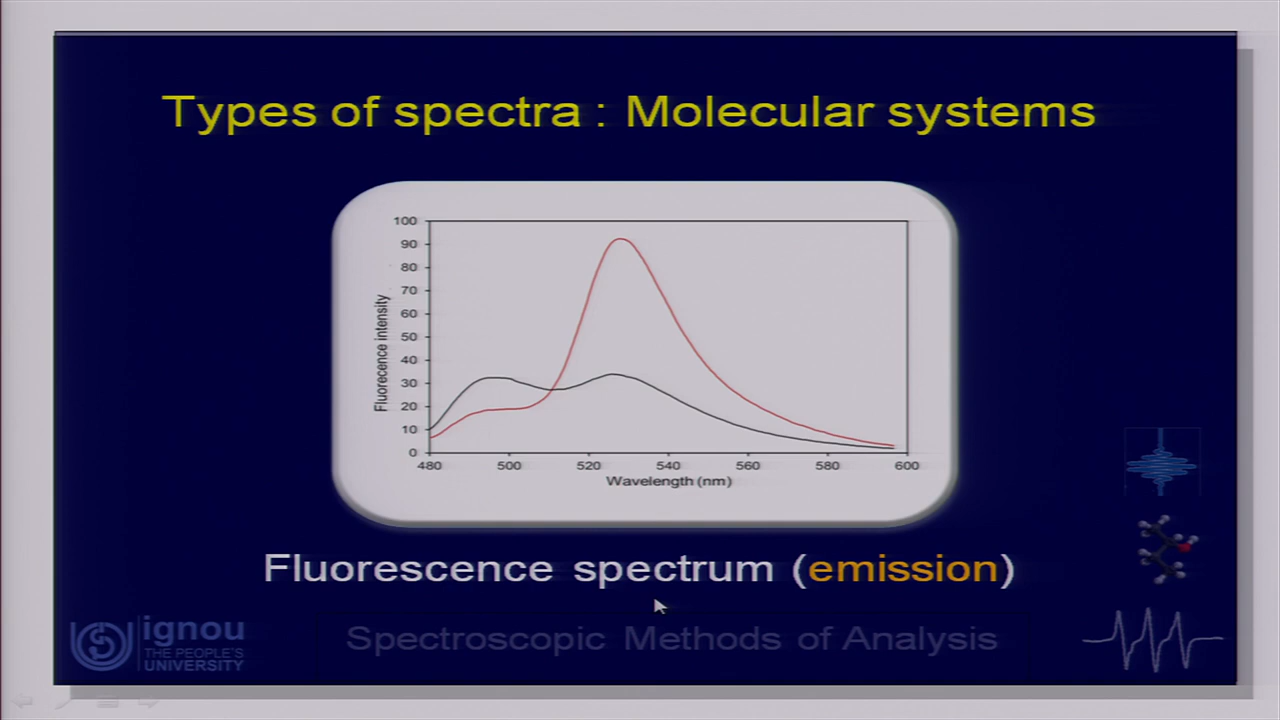 Types of spectra : Molecular systems
100
90
80
70
60
50
40
30
20
10
0
Fluorecence intensity
480 500 520 540 560 580 600
Wavelength (nm)
Fluorescence spectrum (emission)
ignou
THE PEOPLE'S
UNIVERSITY
Spectroscopic Methods of Analysis